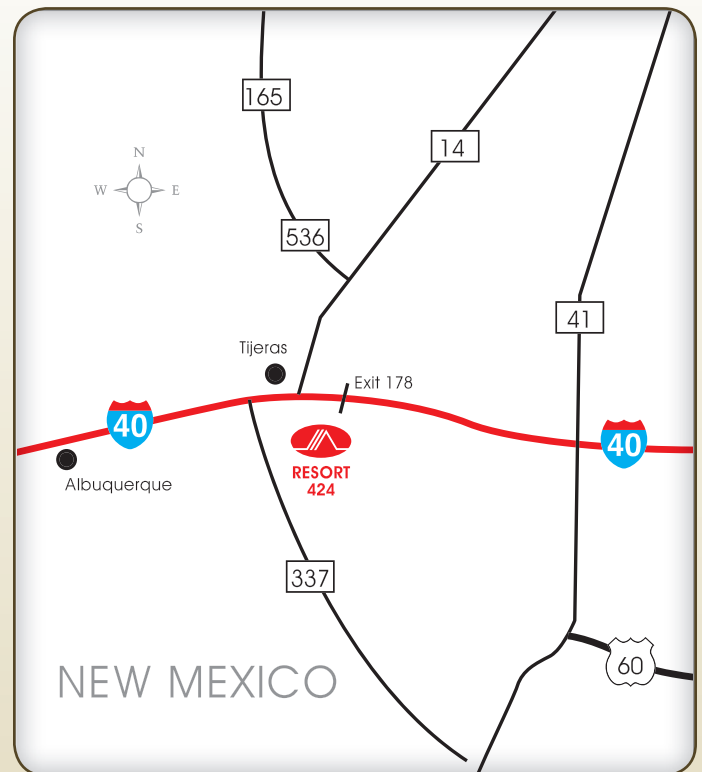 165
14
N
W
E
S
536
41
Tijeras
Exit 178
40
40
RESORT
424
Albuquerque
337
60
NEW MEXICO